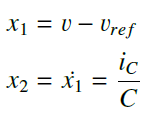 x₁ = v − v_ref
x₂ = ẋ₁ = i_C / C